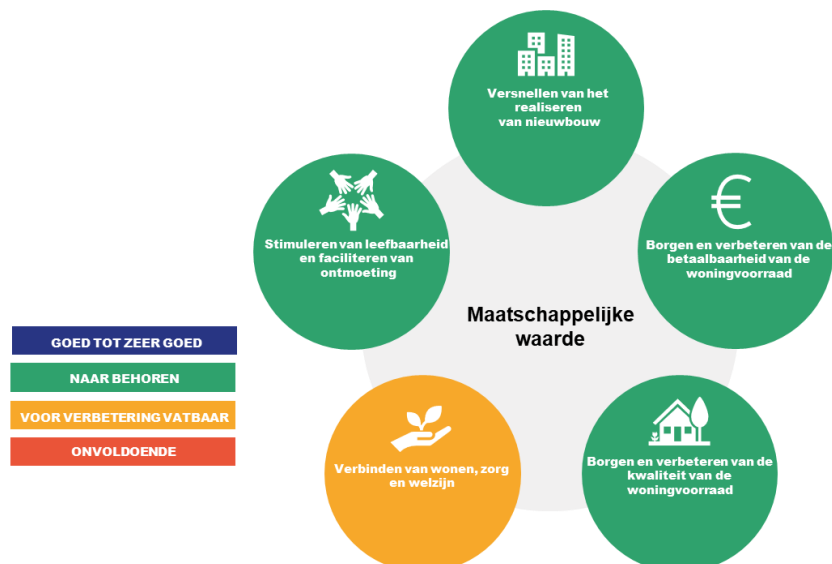 Versnellen van het
realiseren
van nieuwbouw
Stimuleren van leefbaarheid
en faciliteren van
ontmoeting
€
Borgen en verbeteren van de
betaalbaarheid van de
woningvoorraad
Maatschappelijke
waarde
GOED TOT ZEER GOED
NAAR BEHOREN
VOOR VERBETERING VATBAAR
ONVOLDOENDE
Verbinden van wonen, zorg
en welzijn
Borgen en verbeteren van de
kwaliteit van de
woningvoorraad